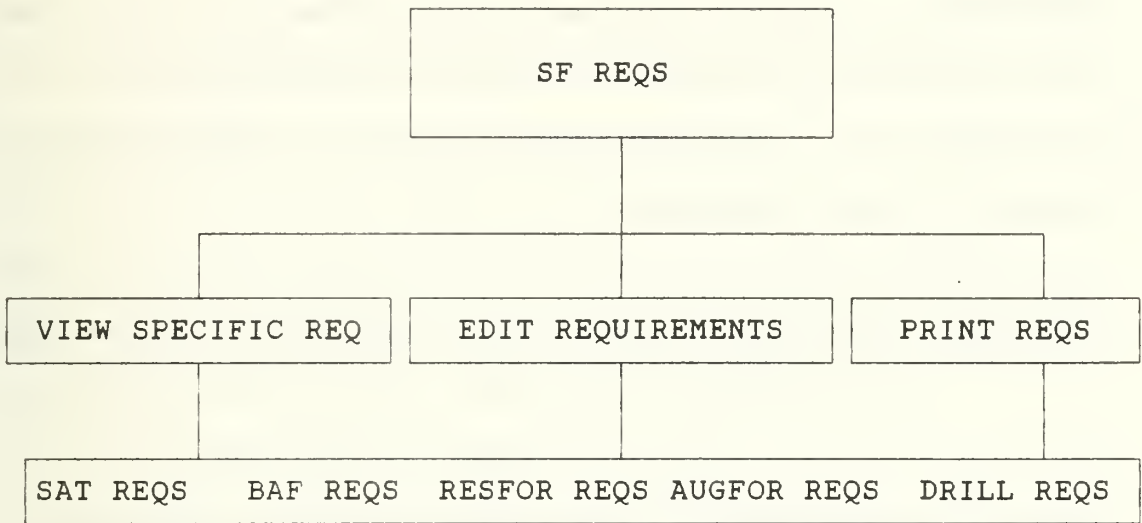 SF REQS
VIEW SPECIFIC REQ
EDIT REQUIREMENTS
PRINT REQS
SAT REQS BAF REQS RESFOR REQS AUGFOR REQS DRILL REQS